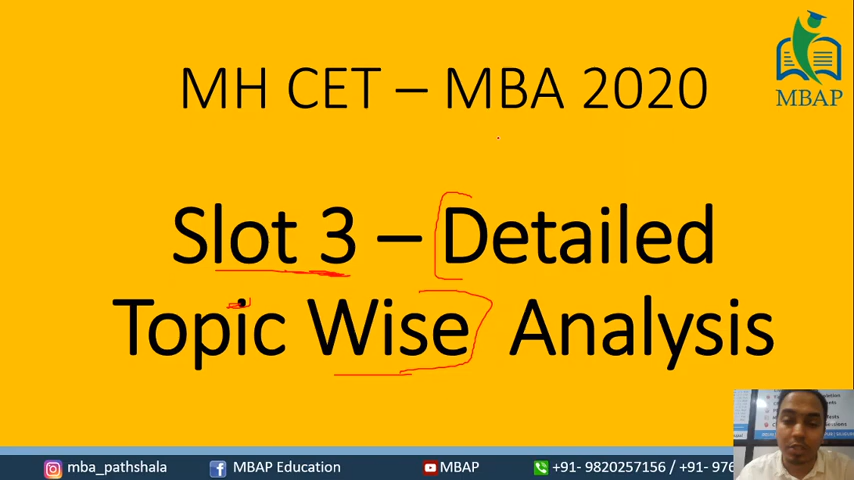 MH CET – MBA 2020
MBAP
Slot 3 – Detailed
Topic Wise Analysis
mba_pathshala
MBAP Education
MBAP
+91- 9820257156 / +91- 976